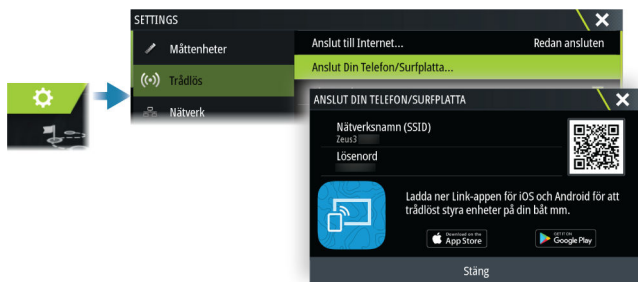 SETTINGS
Måttenheter
Trådlös
Nätverk
Anslut till Internet... Redan ansluten
Anslut Din Telefon/Surfplatta...
ANSLUT DIN TELEFON/SURFPLATTA
Nätverksnamn (SSID)
Zeus3
Lösenord
Ladda ner Link-appen för iOS och Android för att
trådlöst styra enheter på din båt mm.
Download on the
App Store
GET IT ON
Google Play
Stäng